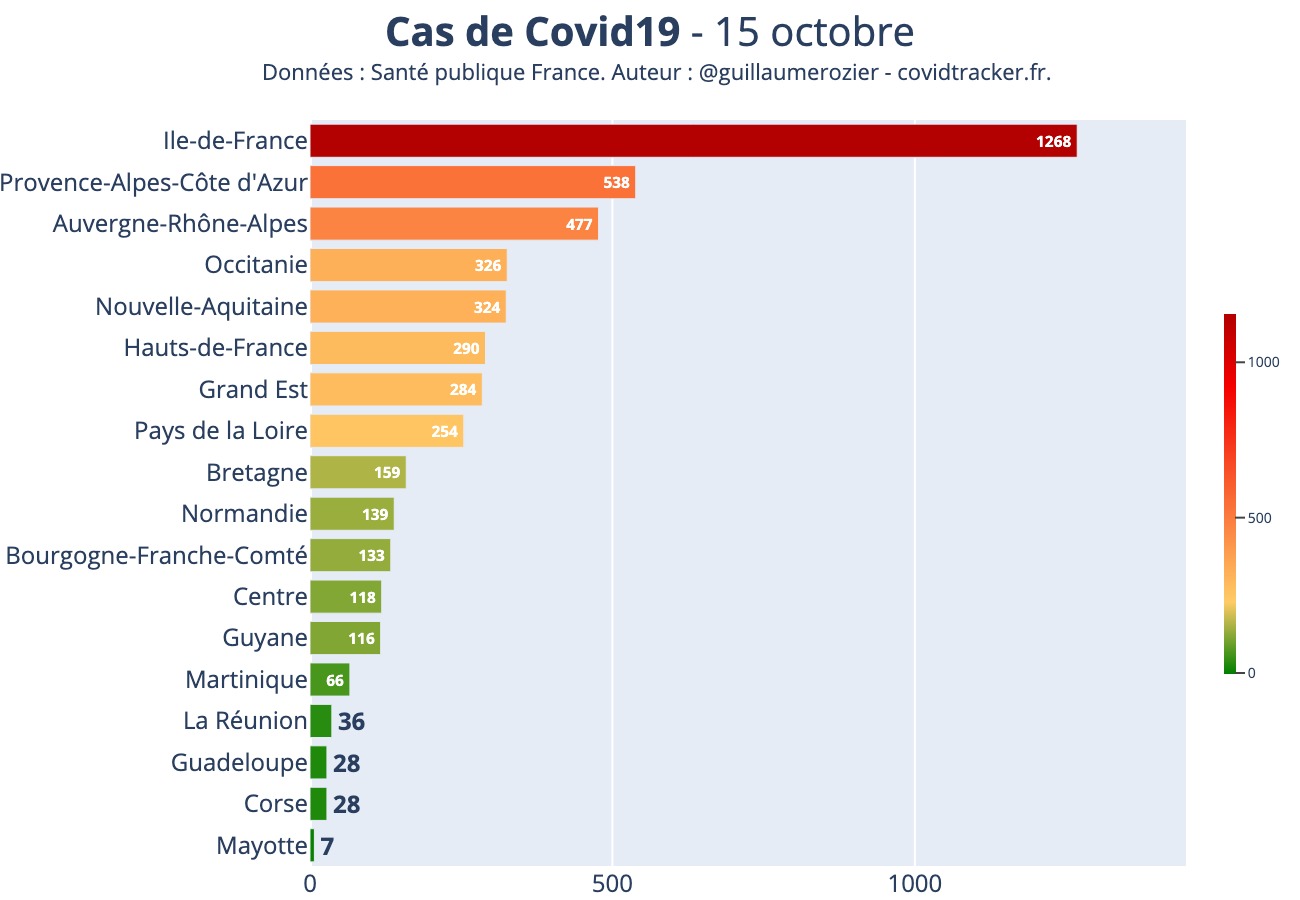 Cas de Covid19 - 15 octobre
Données : Santé publique France. Auteur : @guillaumerozier - covidtracker.fr.
Ile-de-France 1268
Provence-Alpes-Côte d'Azur 538
Auvergne-Rhône-Alpes 477
Occitanie 326
Nouvelle-Aquitaine 324
Hauts-de-France 290
Grand Est 284
Pays de la Loire 254
Bretagne 159
Normandie 139
Bourgogne-Franche-Comté 133
Centre 118
Guyane 116
Martinique 66
La Réunion 36
Guadeloupe 28
Corse 28
Mayotte 7
0 500 1000
1000
500
0